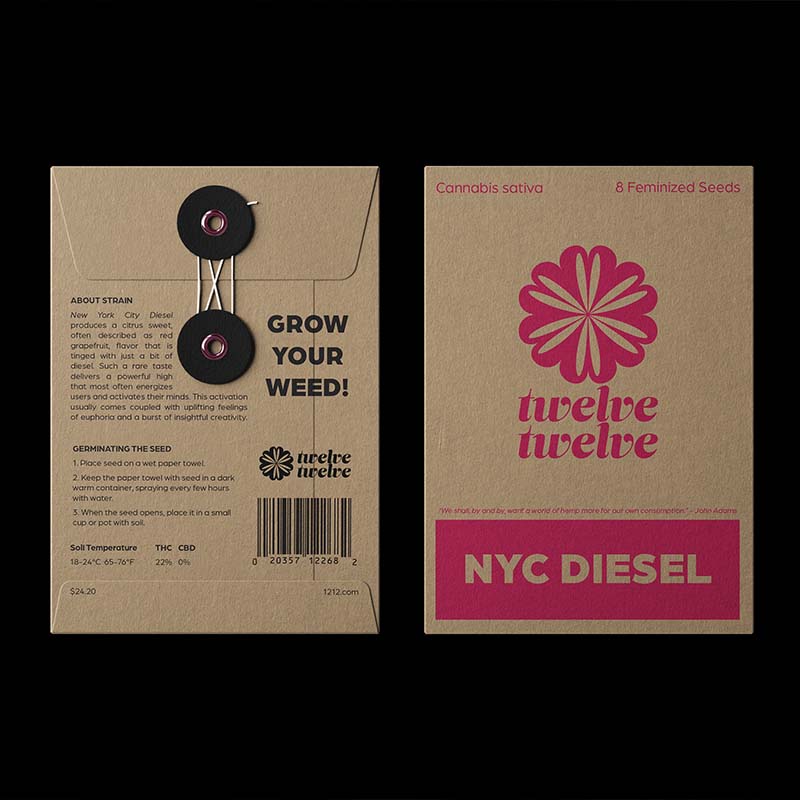 ABOUT STRAIN
New York City Diesel
produces a citrus sweet,
often described as red
grapefruit, flavor that is
tinged with just a bit of
diesel. Such a rare taste
delivers a powerful high
that most often energizes
users and activates their minds. This activation
usually comes coupled with uplifting feelings
of euphoria and a burst of insightful creativity.
GROW
YOUR
WEED!
GERMINATING THE SEED
1. Place seed on a wet paper towel.
2. Keep the paper towel with seed in a dark
warm container, spraying every few hours
with water.
3. When the seed opens, place it in a small
cup or pot with soil.
twelve
twelve
Soil Temperature THC CBD
18-24°C 65-76°F 22% 0%
0 20357 12268 2
$24.20
1212.com
Cannabis sativa
8 Feminized Seeds
twelve
twelve
"We shall, by and by, want a world of hemp more for our own consomption." - John Adams
NYC DIESEL